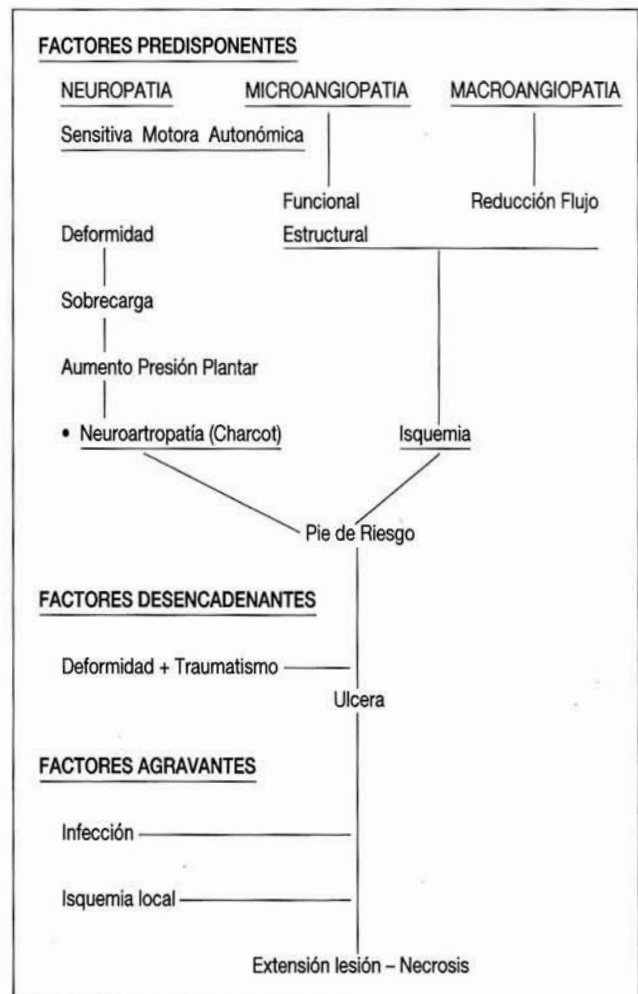 FACTORES PREDISPONENTES
NEUROPATIA MICROANGIOPATIA MACROANGIOPATIA
Sensitiva Motora Autonómica
Funcional Reducción Flujo
Deformidad Estructural
Sobrecarga
Aumento Presión Plantar
• Neuroartropatía (Charcot) Isquemia
Pie de Riesgo
FACTORES DESENCADENANTES
Deformidad + Traumatismo
Ulcera
FACTORES AGRAVANTES
Infección
Isquemia local
Extensión lesión – Necrosis